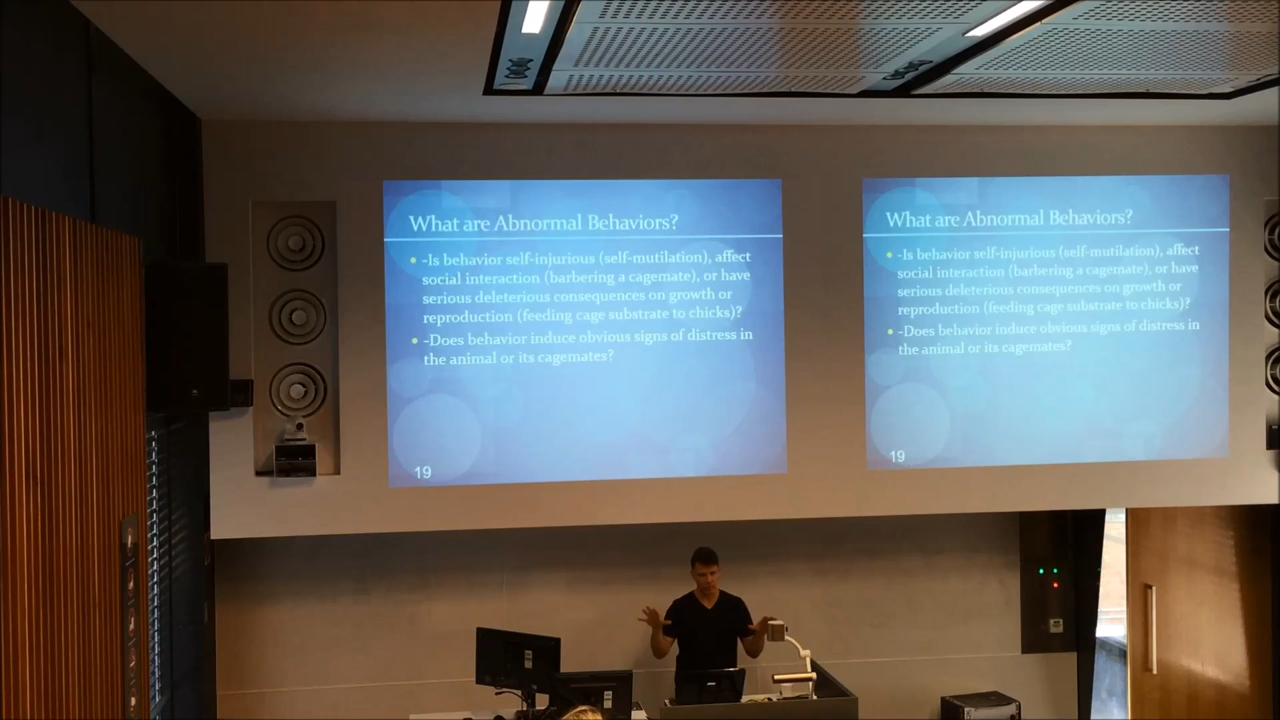 What are Abnormal Behaviors?
• -Is behavior self-injurious (self-mutilation), affect
social interaction (barbering a cagemate), or have
serious deleterious consequences on growth or
reproduction (feeding cage substrate to chicks)?
• -Does behavior induce obvious signs of distress in
the animal or its cagemates?
19
What are Abnormal Behaviors?
• -Is behavior self-injurious (self-mutilation), affect
social interaction (barbering a cagemate), or have
serious deleterious consequences on growth or
reproduction (feeding cage substrate to chicks)?
• -Does behavior induce obvious signs of distress in
the animal or its cagemates?
19